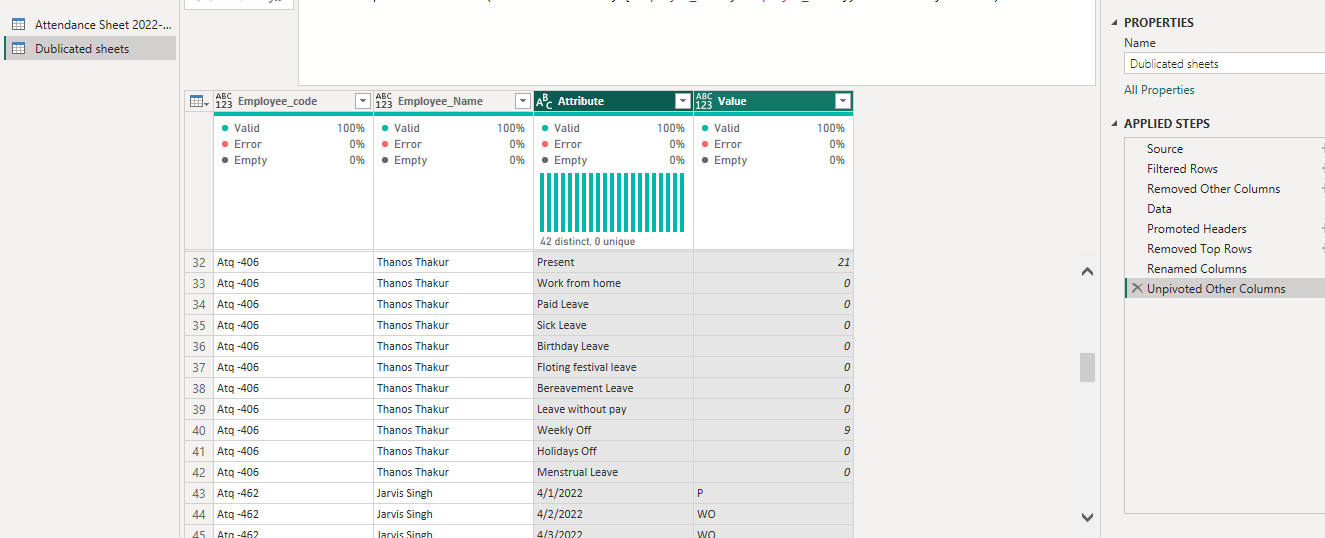 Attendance Sheet 2022-...
Dublicated sheets
ABC 123 Employee_code ABC 123 Employee_Name ABC Attribute ABC 123 Value
Valid 100% Valid 100% Valid 100% Valid 100%
Error 0% Error 0% Error 0% Error 0%
Empty 0% Empty 0% Empty 0% Empty 0%
42 distinct, 0 unique
32 Atq -406 Thanos Thakur Present 21
33 Atq -406 Thanos Thakur Work from home 0
34 Atq -406 Thanos Thakur Paid Leave 0
35 Atq -406 Thanos Thakur Sick Leave 0
36 Atq -406 Thanos Thakur Birthday Leave 0
37 Atq -406 Thanos Thakur Floting festival leave 0
38 Atq -406 Thanos Thakur Bereavement Leave 0
39 Atq -406 Thanos Thakur Leave without pay 0
40 Atq -406 Thanos Thakur Weekly Off 9
41 Atq -406 Thanos Thakur Holidays Off 0
42 Atq -406 Thanos Thakur Menstrual Leave 0
43 Atq -462 Jarvis Singh 4/1/2022 P
44 Atq -462 Jarvis Singh 4/2/2022 WO
45 Atq -462 Jarvis Singh 4/3/2022 WO
PROPERTIES
Name
Dublicated sheets
All Properties
APPLIED STEPS
Source
Filtered Rows
Removed Other Columns
Data
Promoted Headers
Removed Top Rows
Renamed Columns
Unpivoted Other Columns